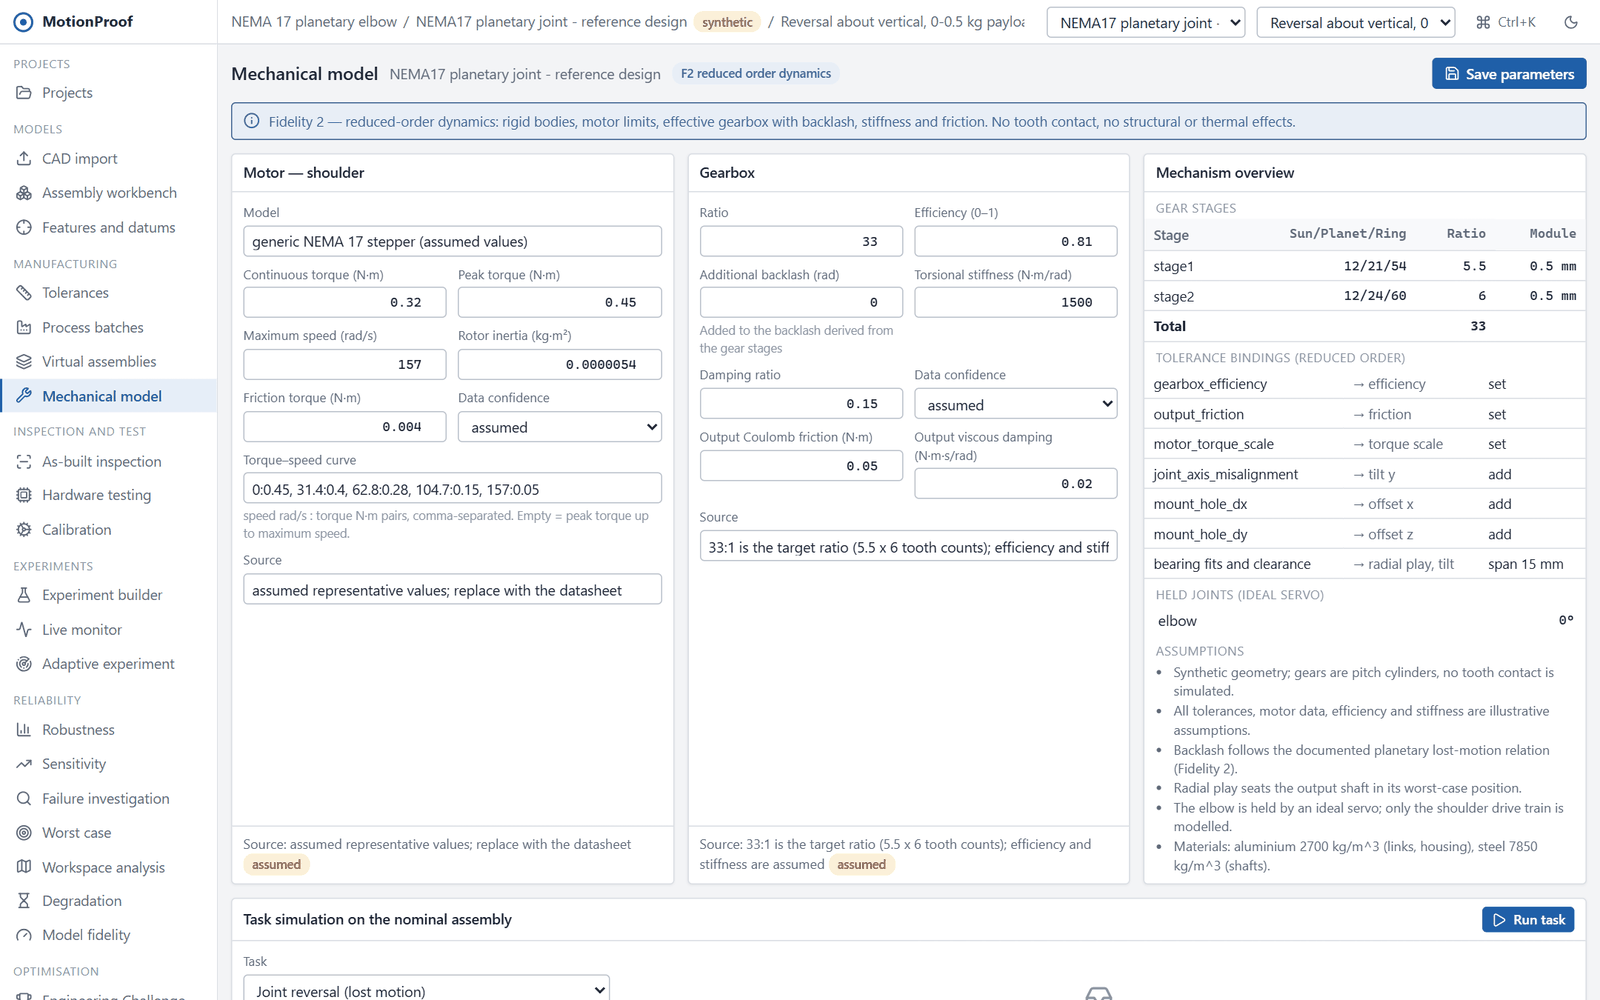 MotionProof
NEMA 17 planetary elbow / NEMA17 planetary joint - reference design synthetic / Reversal about vertical, 0-0.5 kg payloa
NEMA17 planetary joint - Reversal about vertical, 0 ⌘ Ctrl+K
PROJECTS
Projects
MODELS
CAD import
Assembly workbench
Features and datums
MANUFACTURING
Tolerances
Process batches
Virtual assemblies
Mechanical model
INSPECTION AND TEST
As-built inspection
Hardware testing
Calibration
EXPERIMENTS
Experiment builder
Live monitor
Adaptive experiment
RELIABILITY
Robustness
Sensitivity
Failure investigation
Worst case
Workspace analysis
Degradation
Model fidelity
OPTIMISATION
Engineering Challenge
Mechanical model NEMA17 planetary joint - reference design F2 reduced order dynamics
Save parameters
Fidelity 2 — reduced-order dynamics: rigid bodies, motor limits, effective gearbox with backlash, stiffness and friction. No tooth contact, no structural or thermal effects.
Motor — shoulder
Model
generic NEMA 17 stepper (assumed values)
Continuous torque (N·m) Peak torque (N·m)
0.32 0.45
Maximum speed (rad/s) Rotor inertia (kg·m²)
157 0.0000054
Friction torque (N·m) Data confidence
0.004 assumed
Torque–speed curve
0:0.45, 31.4:0.4, 62.8:0.28, 104.7:0.15, 157:0.05
speed rad/s : torque N·m pairs, comma-separated. Empty = peak torque up
to maximum speed.
Source
assumed representative values; replace with the datasheet
Source: assumed representative values; replace with the datasheet
assumed
Gearbox
Ratio Efficiency (0–1)
33 0.81
Additional backlash (rad) Torsional stiffness (N·m/rad)
0 1500
Added to the backlash derived from
the gear stages
Damping ratio Data confidence
0.15 assumed
Output Coulomb friction (N·m) Output viscous damping
(N·m·s/rad)
0.05 0.02
Source
33:1 is the target ratio (5.5 x 6 tooth counts); efficiency and stiff
Source: 33:1 is the target ratio (5.5 x 6 tooth counts); efficiency and
stiffness are assumed assumed
Mechanism overview
GEAR STAGES
Stage Sun/Planet/Ring Ratio Module
stage1 12/21/54 5.5 0.5 mm
stage2 12/24/60 6 0.5 mm
Total 33
TOLERANCE BINDINGS (REDUCED ORDER)
gearbox_efficiency → efficiency set
output_friction → friction set
motor_torque_scale → torque scale set
joint_axis_misalignment → tilt y add
mount_hole_dx → offset x add
mount_hole_dy → offset z add
bearing fits and clearance → radial play, tilt span 15 mm
HELD JOINTS (IDEAL SERVO)
elbow 0°
ASSUMPTIONS
• Synthetic geometry; gears are pitch cylinders, no tooth contact is
simulated.
• All tolerances, motor data, efficiency and stiffness are illustrative
assumptions.
• Backlash follows the documented planetary lost-motion relation
(Fidelity 2).
• Radial play seats the output shaft in its worst-case position.
• The elbow is held by an ideal servo; only the shoulder drive train is
modelled.
• Materials: aluminium 2700 kg/m^3 (links, housing), steel 7850
kg/m^3 (shafts).
Task simulation on the nominal assembly
Run task
Task
Joint reversal (lost motion)